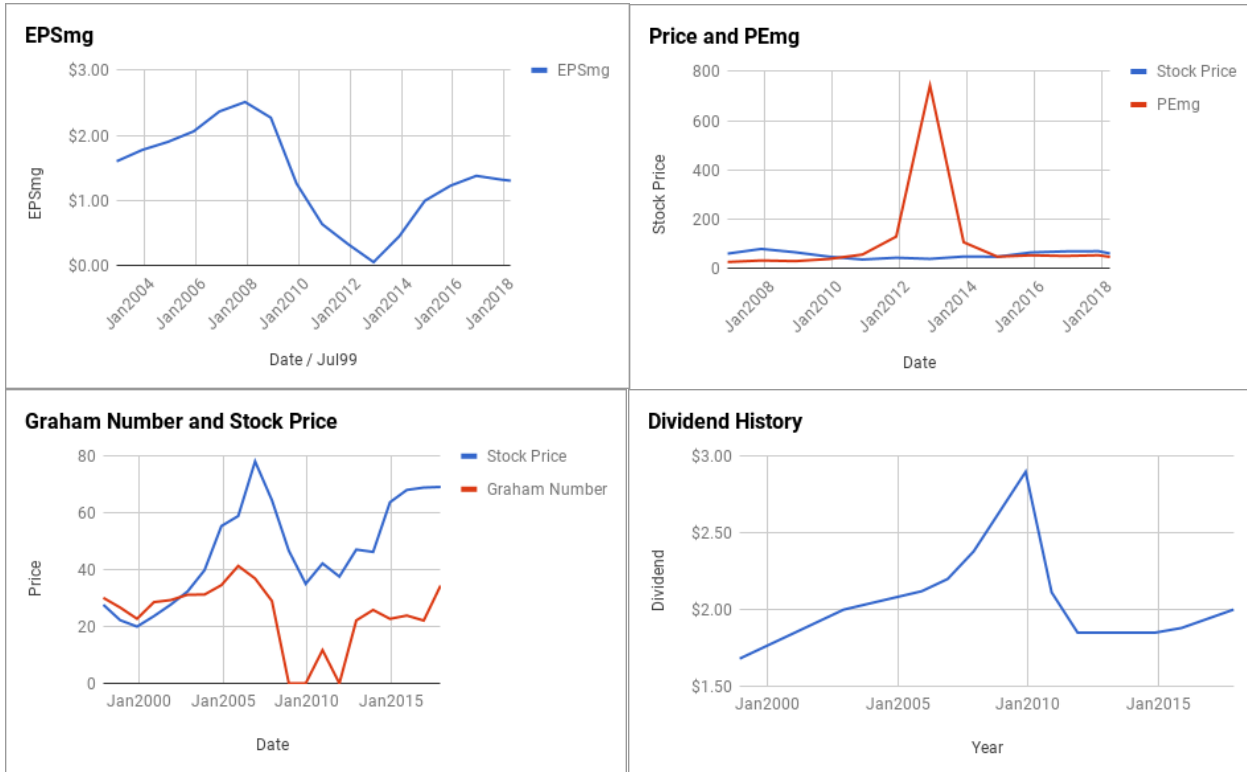 EPSmg
EPSmg
$3.00
$2.00
$1.00
$0.00
EPSmg
Jan2004
Jan2006
Jan2008
Jan2010
Jan2012
Jan2014
Jan2016
Jan2018
Date / Jul99
Price and PEmg
Stock Price
PEmg
800
600
400
200
0
Stock Price
Jan2008
Jan2010
Jan2012
Jan2014
Jan2016
Jan2018
Date
Graham Number and Stock Price
Stock Price
Graham Number
80
60
40
20
0
Price
Jan2000
Jan2005
Jan2010
Jan2015
Date
Dividend History
$3.00
$2.50
$2.00
$1.50
Dividend
Jan2000
Jan2005
Jan2010
Jan2015
Year